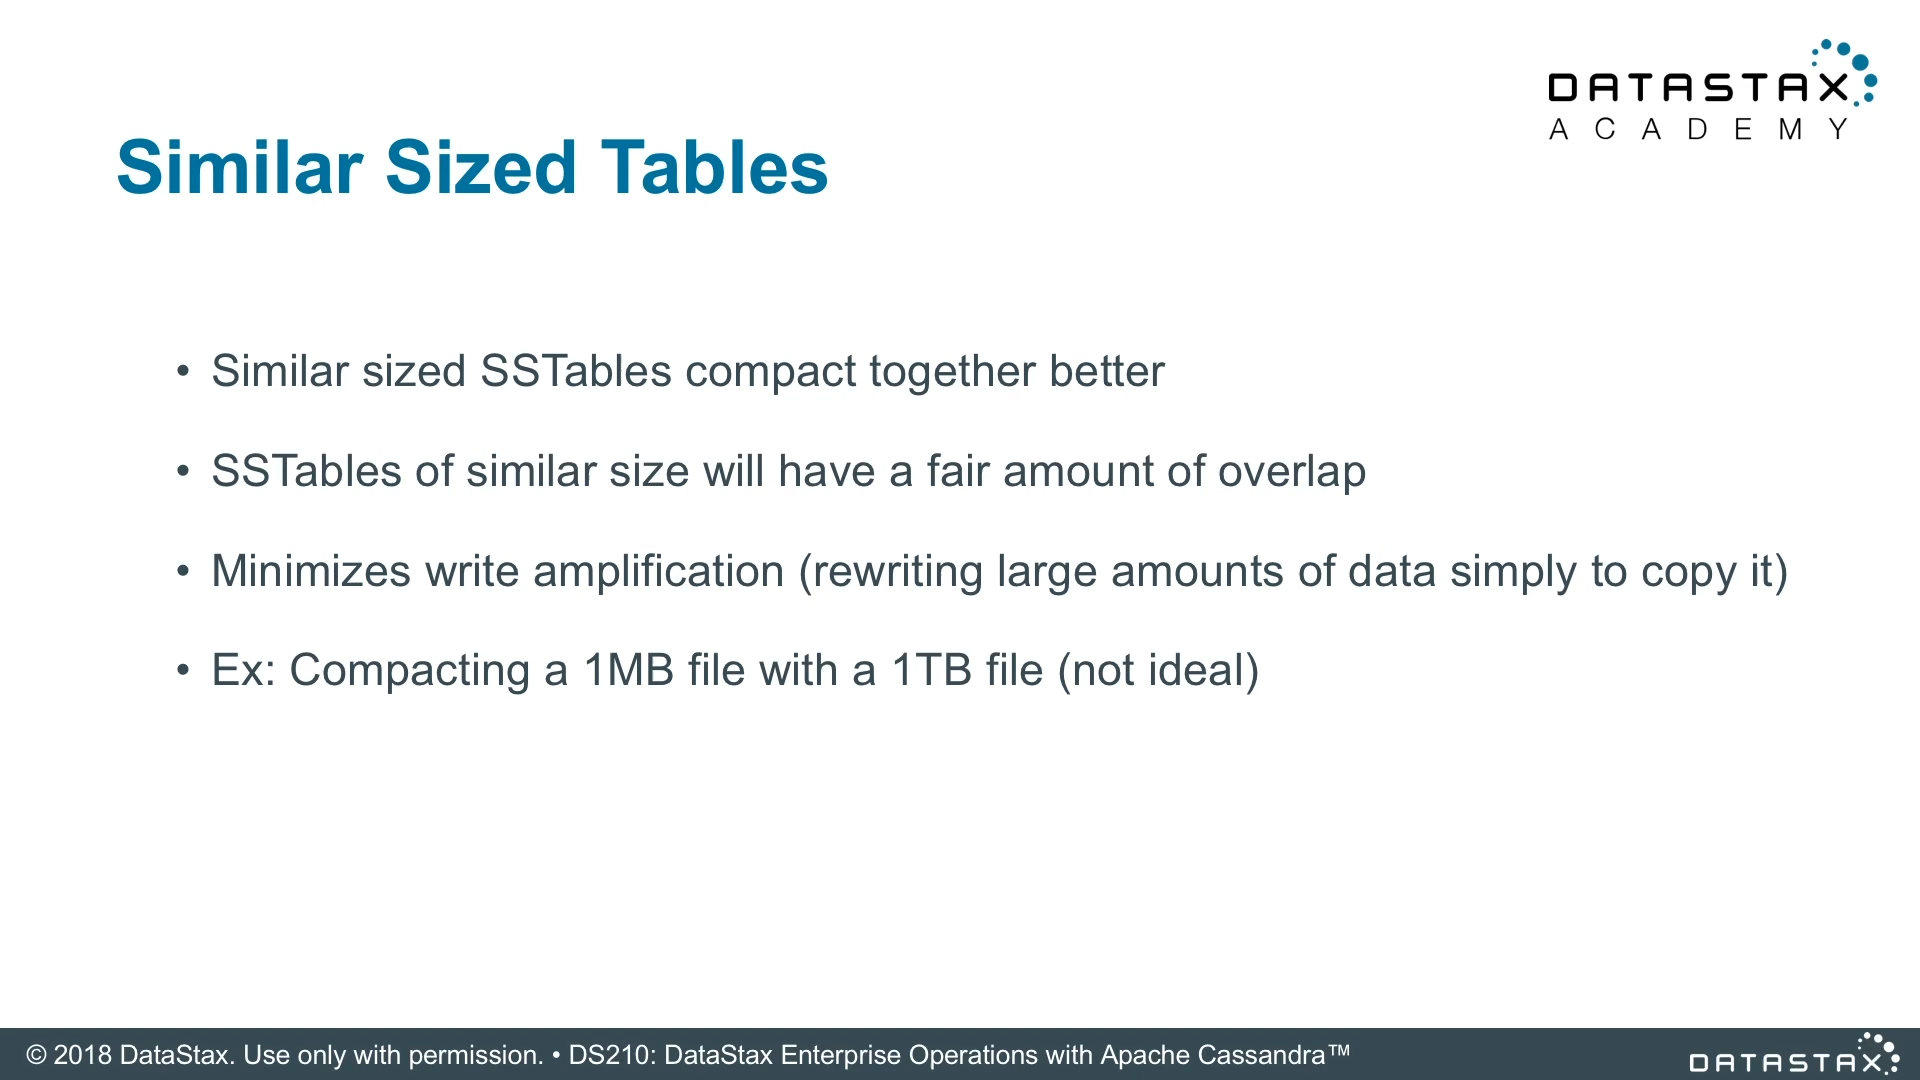 DATASTAX
ACADEMY
Similar Sized Tables
• Similar sized SSTables compact together better
• SSTables of similar size will have a fair amount of overlap
• Minimizes write amplification (rewriting large amounts of data simply to copy it)
• Ex: Compacting a 1MB file with a 1TB file (not ideal)
© 2018 DataStax. Use only with permission. • DS210: DataStax Enterprise Operations with Apache Cassandra™
DATASTAX